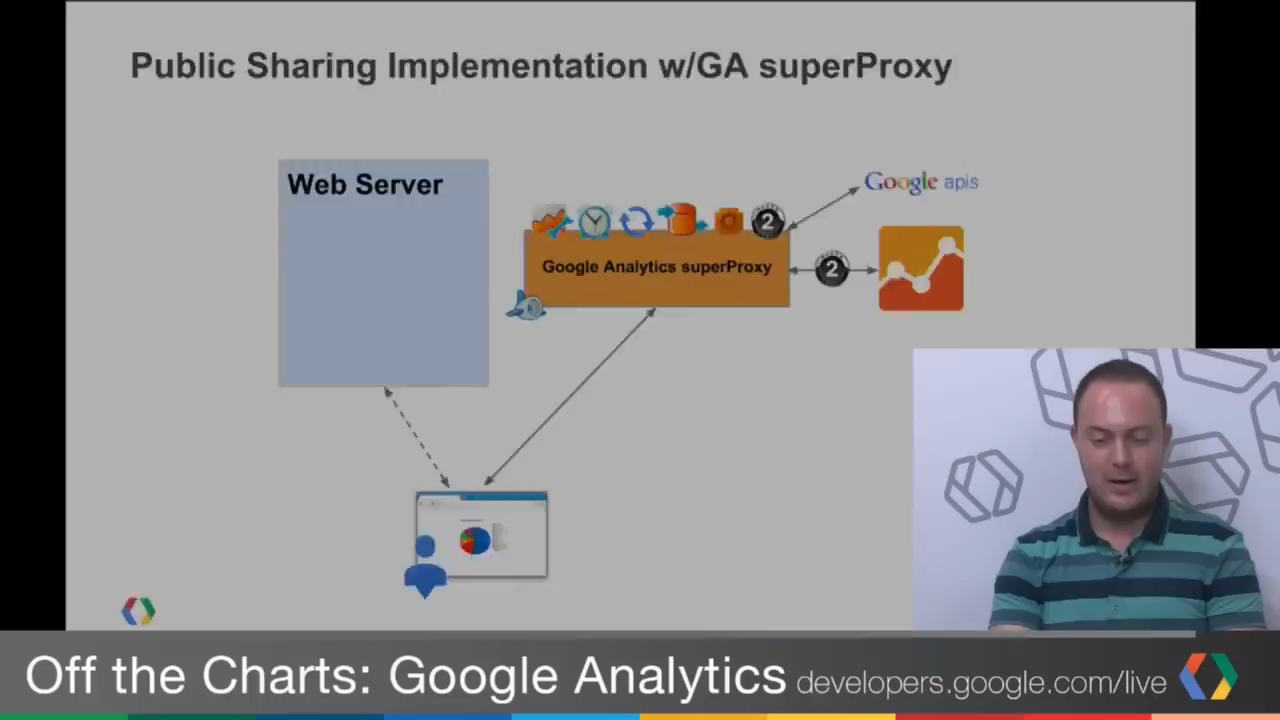 Public Sharing Implementation w/GA superProxy
Web Server
Google apis
2
Google Analytics superProxy
2
Off the Charts: Google Analytics
developers.google.com/live